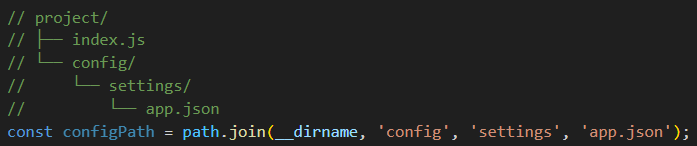 // project/
// ├── index.js
// └── config/
//     └── settings/
//         └── app.json
const configPath = path.join(__dirname, 'config', 'settings', 'app.json');